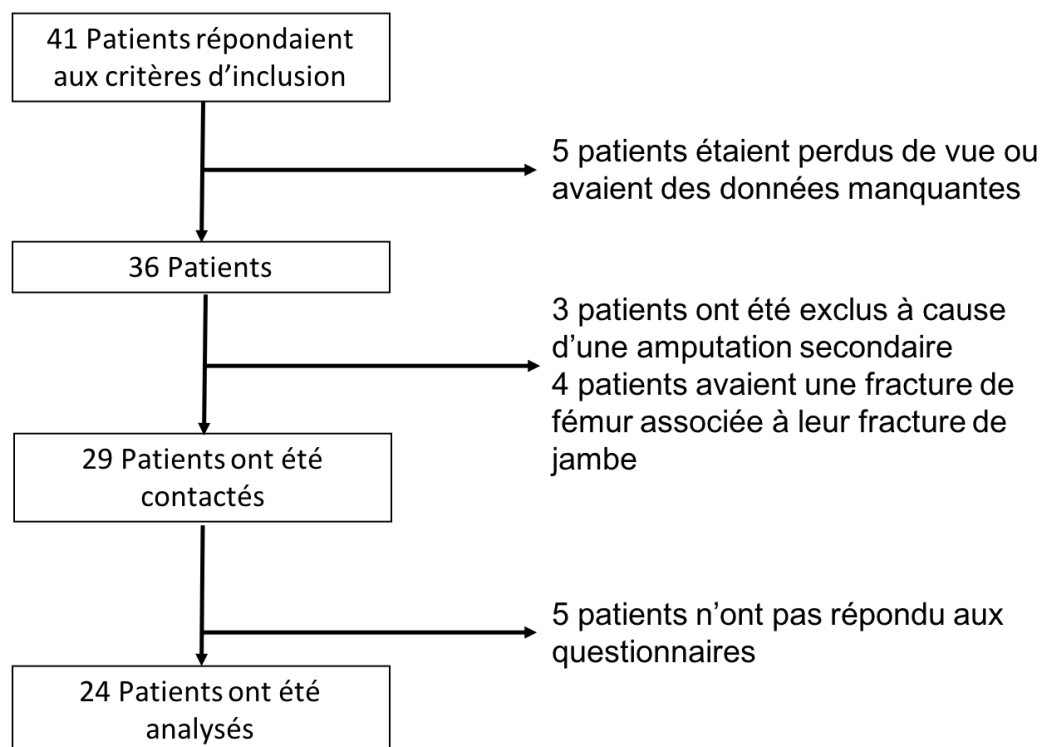 41 Patients répondaient
aux critères d’inclusion
5 patients étaient perdus de vue ou
avaient des données manquantes
36 Patients
3 patients ont été exclus à cause
d’une amputation secondaire
4 patients avaient une fracture de
fémur associée à leur fracture de
jambe
29 Patients ont été
contactés
5 patients n’ont pas répondu aux
questionnaires
24 Patients ont été
analysés